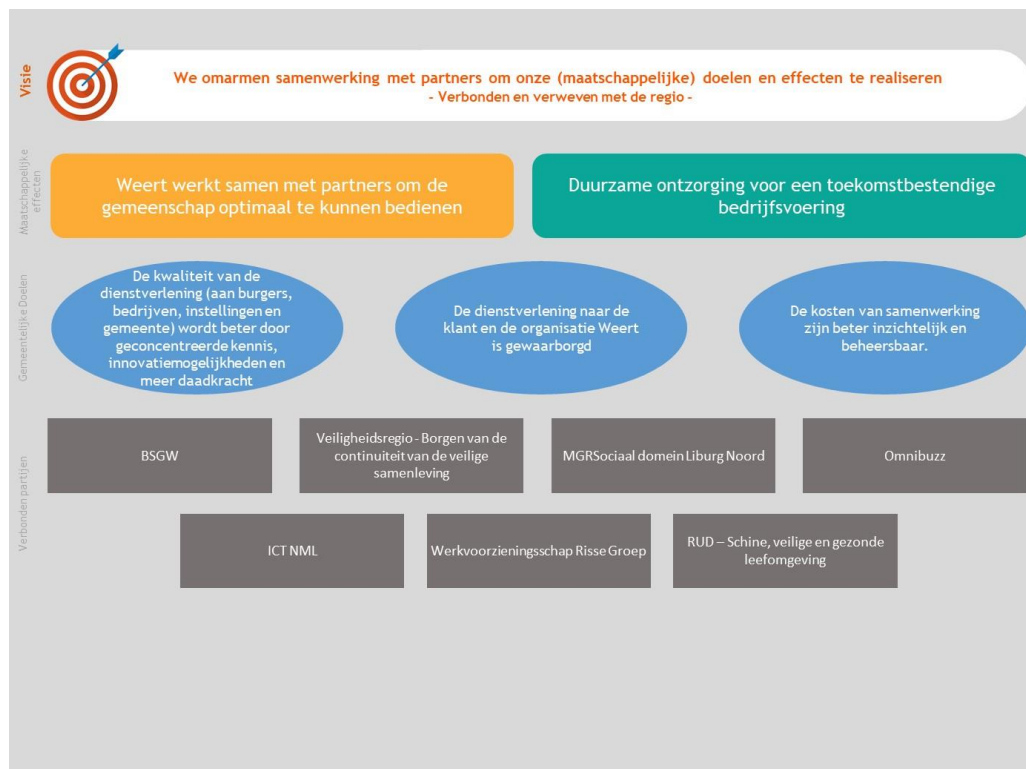 Visie
We omarmen samenwerking met partners om onze (maatschappelijke) doelen en effecten te realiseren
- Verbonden en verweven met de regio -
Maatschappelijke
effecten
Weert werkt samen met partners om de
gemeenschap optimaal te kunnen bedienen
Duurzame ontzorging voor een toekomstbestendige
bedrijfsvoering
Gemeentelijke Doelen
De kwaliteit van de
dienstverlening (aan burgers,
bedrijven, instellingen en
gemeente) wordt beter door
geconcentreerde kennis,
innovatiemogelijkheden en
meer daadkracht
De dienstverlening naar de
klant en de organisatie Weert
is gewaarborgd
De kosten van samenwerking
zijn beter inzichtelijk en
beheersbaar.
Verbonden partijen
BSGW
Veiligheidsregio - Borgen van de
continuiteit van de veilige
samenleving
MGRSociaal domein Liburg Noord
Omnibuzz
ICT NML
Werkvoorzieningsschap Risse Groep
RUD – Schine, veilige en gezonde
leefomgeving